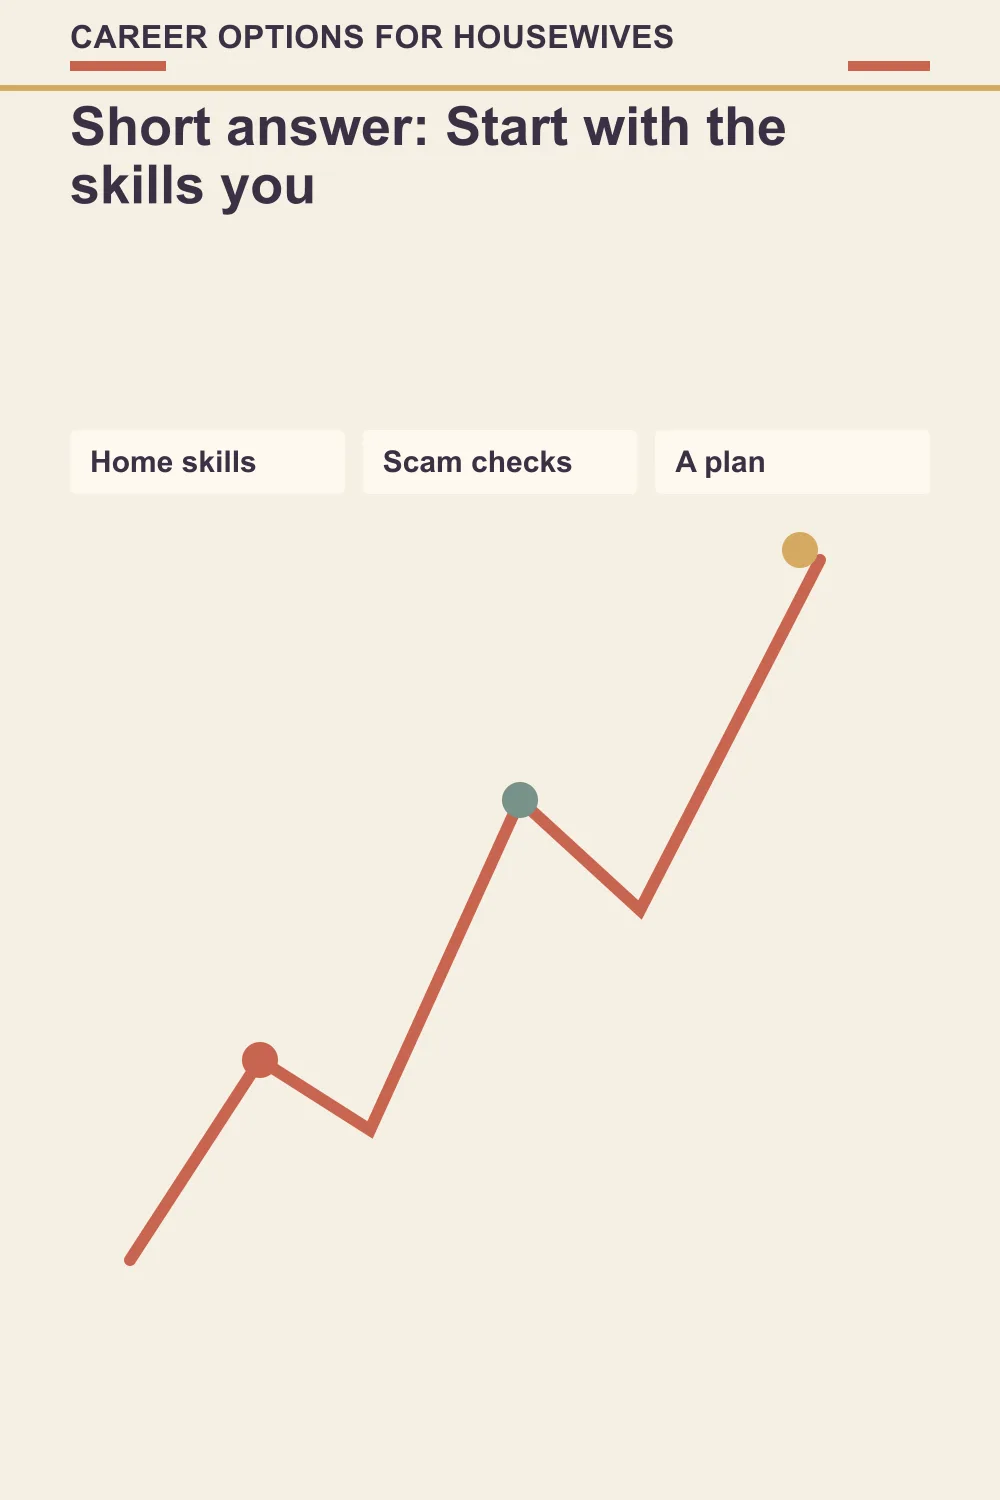 CAREER OPTIONS FOR HOUSEWIVES
Short answer: Start with the
skills you
Home skills
Scam checks
A plan